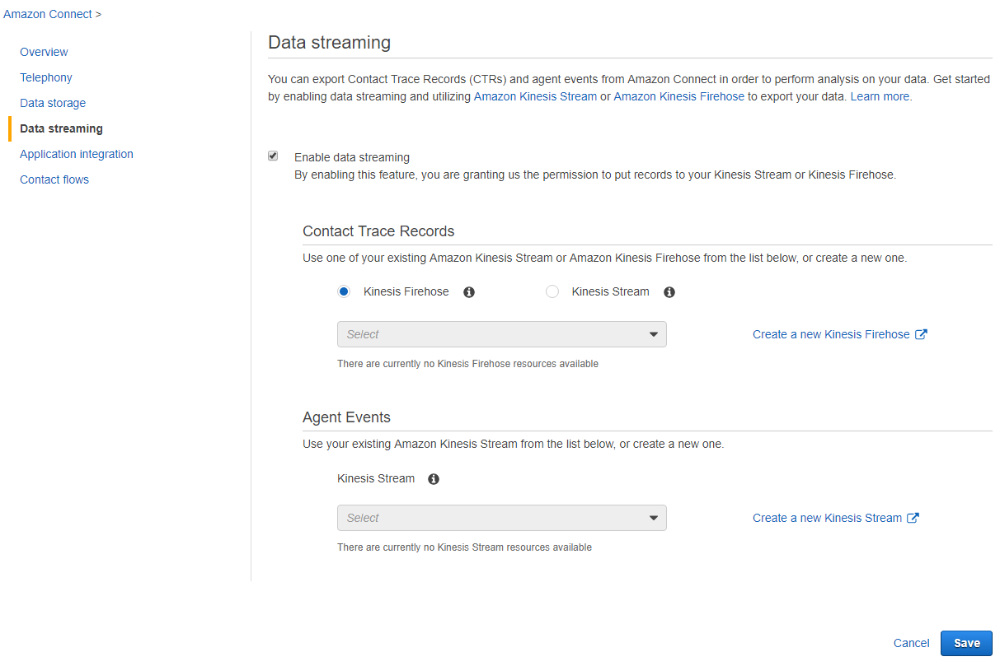 Amazon Connect >
Overview
Telephony
Data storage
Data streaming
Application integration
Contact flows
Data streaming
You can export Contact Trace Records (CTRs) and agent events from Amazon Connect in order to perform analysis on your data. Get started
by enabling data streaming and utilizing Amazon Kinesis Stream or Amazon Kinesis Firehose to export your data. Learn more.
Enable data streaming
By enabling this feature, you are granting us the permission to put records to your Kinesis Stream or Kinesis Firehose.
Contact Trace Records
Use one of your existing Amazon Kinesis Stream or Amazon Kinesis Firehose from the list below, or create a new one.
Kinesis Firehose Kinesis Stream
Select Create a new Kinesis Firehose
There are currently no Kinesis Firehose resources available
Agent Events
Use your existing Amazon Kinesis Stream from the list below, or create a new one.
Kinesis Stream
Select Create a new Kinesis Stream
There are currently no Kinesis Stream resources available
Cancel Save